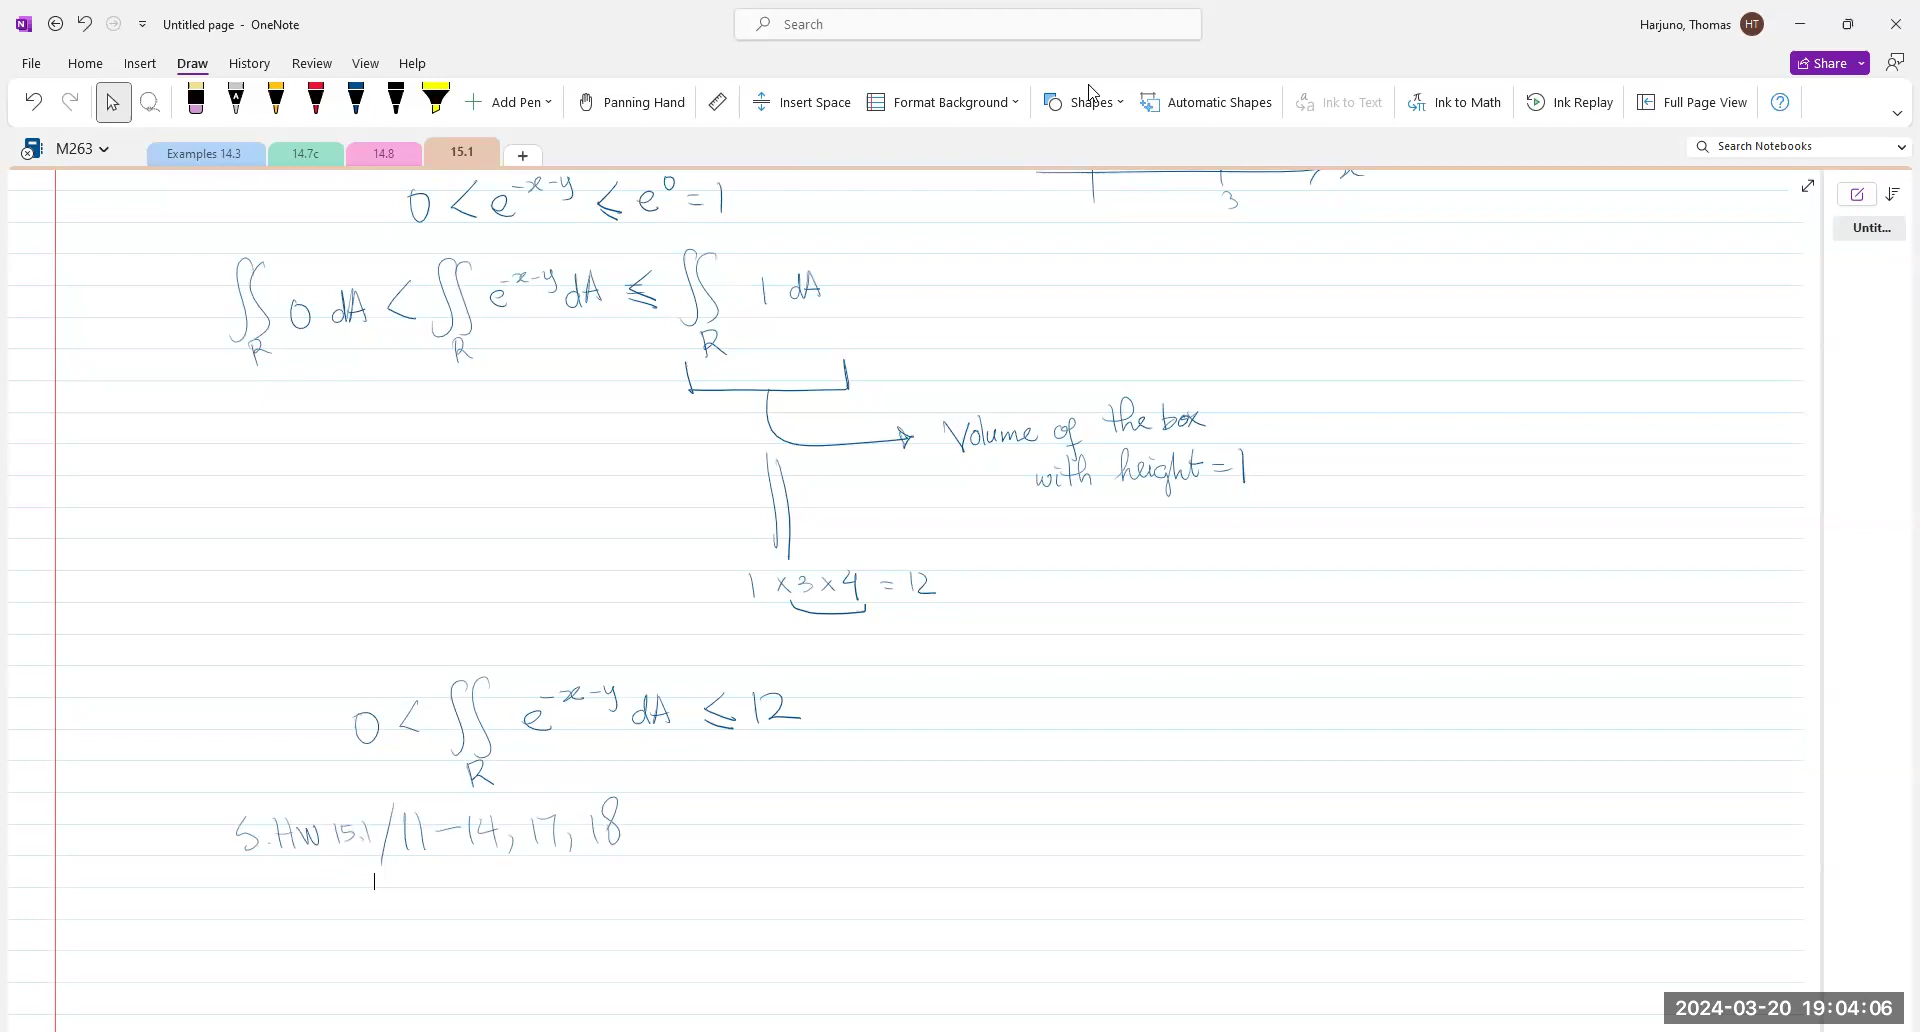 Untitled page - OneNote
Search
Harjuno, Thomas HT
File Home Insert Draw History Review View Help
Share
Add Pen
Panning Hand
Insert Space
Format Background
Shapes
Automatic Shapes
Ink to Text
Ink to Math
Ink Replay
Full Page View
M263
Examples 14.3
14.7c
14.8
15.1
Search Notebooks
Untit...
0 < e^{-x-y} ≤ e^0 = 1
x
3
∬_R 0 dA < ∬_R e^{-x-y} dA ≤ ∬_R 1 dA
Volume of the box
with height = 1
1 × 3 × 4 = 12
0 < ∬_R e^{-x-y} dA ≤ 12
S.HW 15.1/11-14, 17, 18
2024-03-20 19:04:06